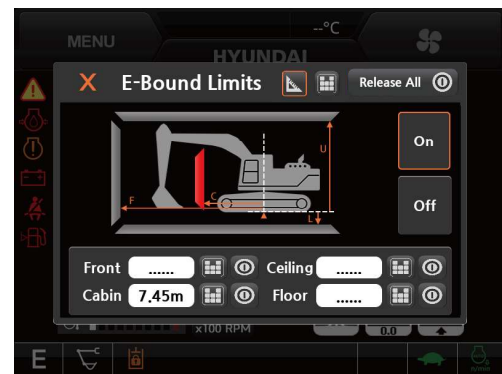 --°C
MENU
HYUNDAI
X E-Bound Limits Release All
U
On
F
C
L
Off
Front ...... Ceiling ......
Cabin 7.45m Floor ......
x100 RPM 0.0
E